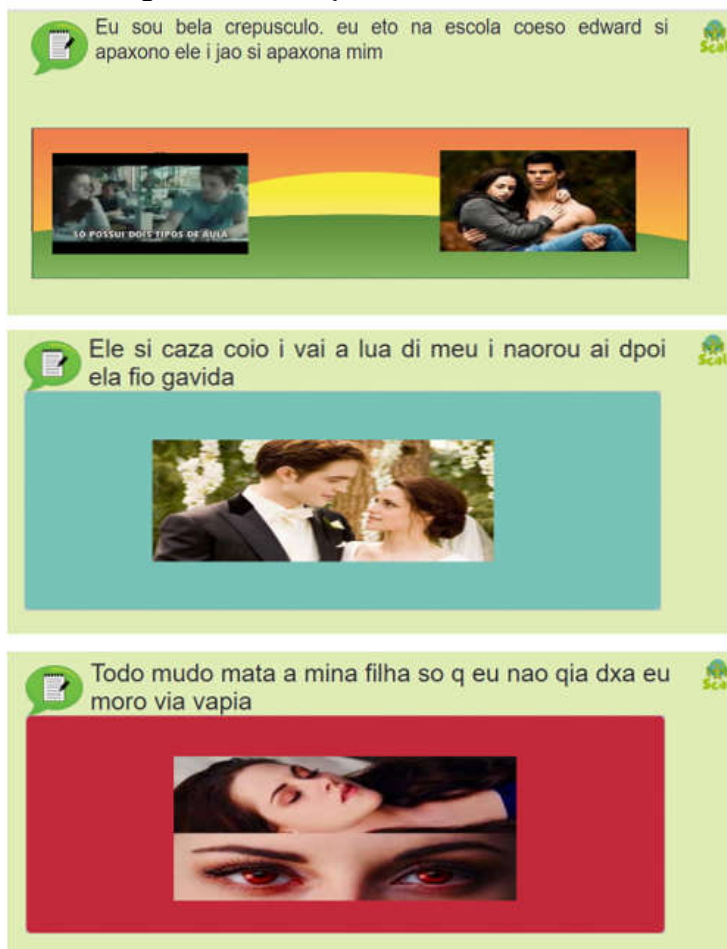 Eu sou bela crepusculo. eu eto na escola coeso edward si
apaxono ele i jao si apaxona mim
SÓ POSSUI DOIS TIPOS DE AULA
Ele si caza coio i vai a lua di meu i naorou ai dpoi
ela fio gavida
Todo mudo mata a mina filha so q eu nao qia dxa eu
moro via vapia